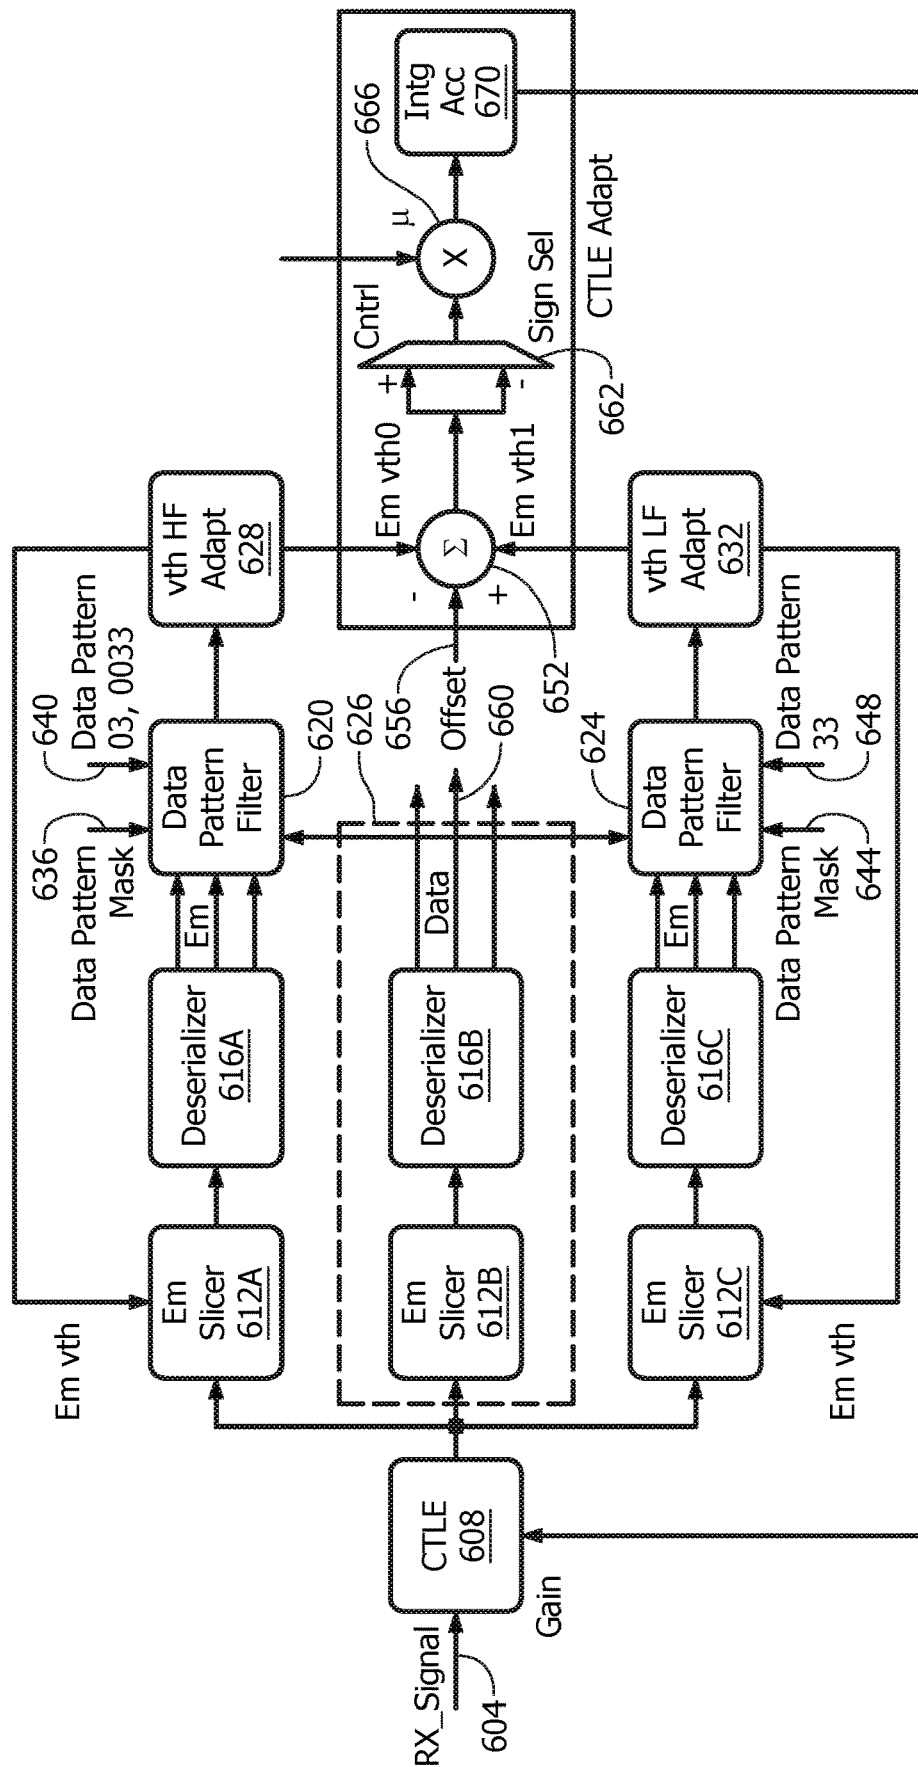 RX_Signal
604
CTLE
608
Gain
Em vth
Em
Slicer
612A
Deserializer
616A
Em
Data Pattern
Mask
636
640
Data Pattern
03, 0033
Data
Pattern
Filter
620
vth HF
Adapt
628
Em
Slicer
612B
Deserializer
616B
Data
626
656
Offset
660
652
Em vth
Em
Slicer
612C
Deserializer
616C
Em
Data Pattern
Mask
644
624
Data
Pattern
Filter
Data Pattern
33
648
vth LF
Adapt
632
-
+
Σ
Em vth0
Em vth1
+
-
Cntrl
Sign Sel
662
μ
X
666
Intg
Acc
670
CTLE Adapt